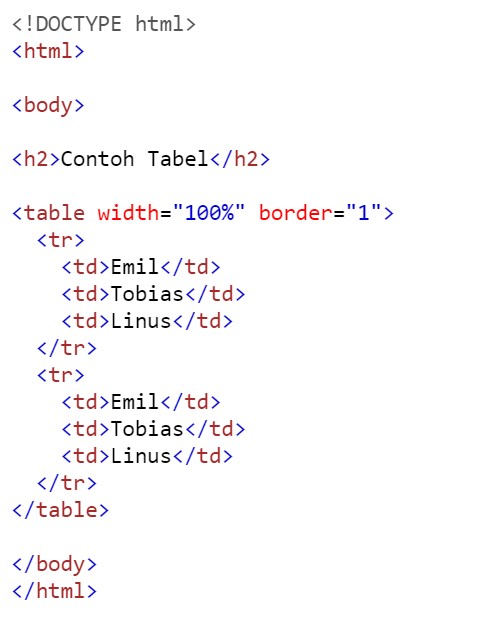 <!DOCTYPE html>
<html>
<body>
<h2>Contoh Tabel</h2>
<table width="100%" border="1">
<tr>
<td>Emil</td>
<td>Tobias</td>
<td>Linus</td>
</tr>
<tr>
<td>Emil</td>
<td>Tobias</td>
<td>Linus</td>
</tr>
</table>
</body>
</html>